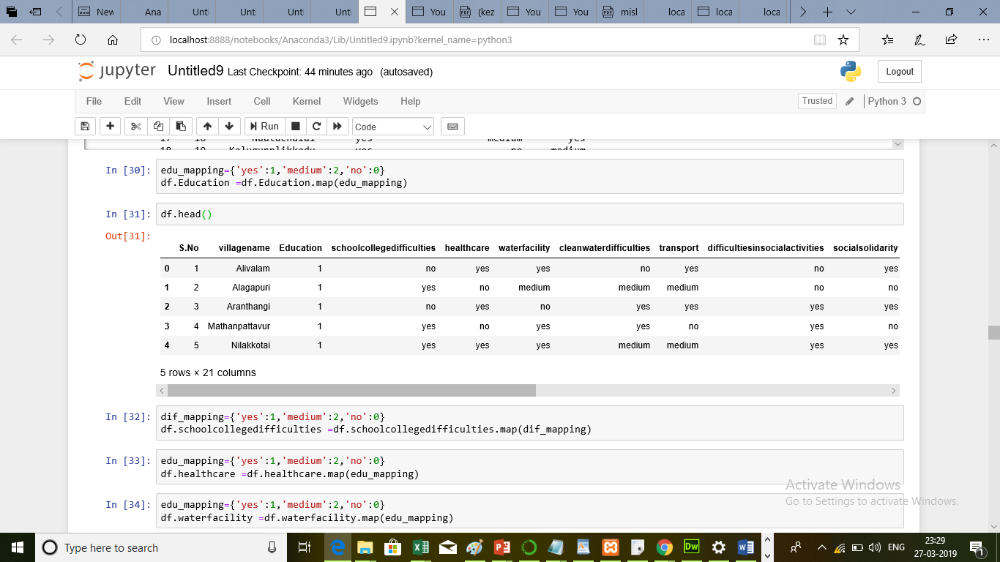 New Ana Unti Unti Unti Unti You (kez You You misl loca loca loca
localhost:8888/notebooks/Anaconda3/Lib/Untitled9.ipynb?kernel_name=python3
jupyter Untitled9 Last Checkpoint: 44 minutes ago (autosaved) Logout
File Edit View Insert Cell Kernel Widgets Help Trusted Python 3
Run Code
In [30]: edu_mapping={'yes':1,'medium':2,'no':0}
df.Education =df.Education.map(edu_mapping)
In [31]: df.head()
Out[31]:
S.No villagename Education schoolcollegedifficulties healthcare waterfacility cleanwaterdifficulties transport difficultiesinsocialactivities socialsolidarity
0 1 Alivalam 1 no yes yes no yes no yes
1 2 Alagapuri 1 yes no medium medium medium no no
2 3 Aranthangi 1 no yes no yes yes yes yes
3 4 Mathanpattavur 1 yes no yes yes no yes no
4 5 Nilakkotai 1 yes yes yes medium medium yes yes
5 rows × 21 columns
In [32]: dif_mapping={'yes':1,'medium':2,'no':0}
df.schoolcollegedifficulties =df.schoolcollegedifficulties.map(dif_mapping)
In [33]: edu_mapping={'yes':1,'medium':2,'no':0}
df.healthcare =df.healthcare.map(edu_mapping)
In [34]: edu_mapping={'yes':1,'medium':2,'no':0}
df.waterfacility =df.waterfacility.map(edu_mapping)
Activate Windows
Go to Settings to activate Windows.
Type here to search Dw ENG 23:29
27-03-2019 1